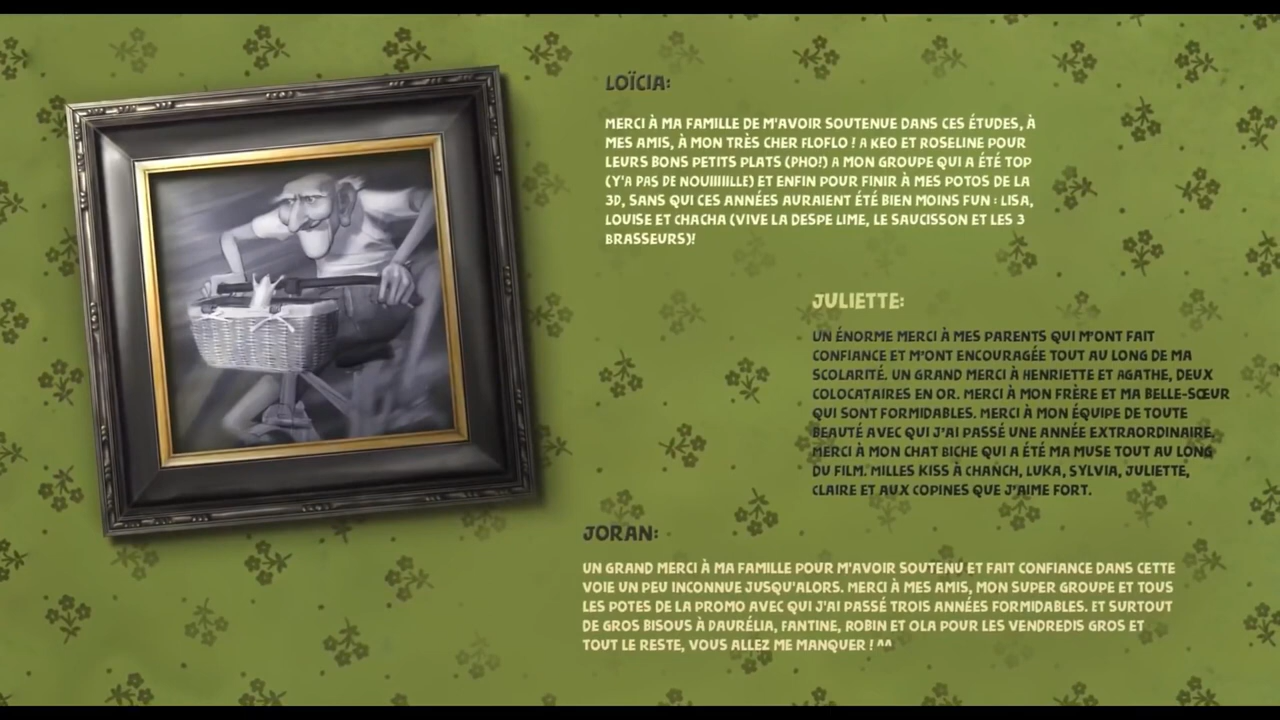 LOÏCIA:
MERCI À MA FAMILLE DE M'AVOIR SOUTENUE DANS CES ÉTUDES, À
MES AMIS, À MON TRÈS CHER FLOFLO ! A KEO ET ROSELINE POUR
LEURS BONS PETITS PLATS (PHO!) A MON GROUPE QUI A ÉTÉ TOP
(Y'A PAS DE NOUIIIIIILLE) ET ENFIN POUR FINIR À MES POTOS DE LA
3D, SANS QUI CES ANNÉES AURAIENT ÉTÉ BIEN MOINS FUN : LISA,
LOUISE ET CHACHA (VIVE LA DESPE LIME, LE SAUCISSON ET LES 3
BRASSEURS)!
JULIETTE:
UN ÉNORME MERCI À MES PARENTS QUI M'ONT FAIT
CONFIANCE ET M'ONT ENCOURAGÉE TOUT AU LONG DE MA
SCOLARITÉ. UN GRAND MERCI À HENRIETTE ET AGATHE, DEUX
COLOCATAIRES EN OR. MERCI À MON FRÈRE ET MA BELLE-SŒUR
QUI SONT FORMIDABLES. MERCI À MON ÉQUIPE DE TOUTE
BEAUTÉ AVEC QUI J'AI PASSÉ UNE ANNÉE EXTRAORDINAIRE.
MERCI À MON CHAT BICHE QUI A ÉTÉ MA MUSE TOUT AU LONG
DU FILM. MILLES KISS À CHANCH, LUKA, SYLVIA, JULIETTE,
CLAIRE ET AUX COPINES QUE J'AIME FORT.
JORAN:
UN GRAND MERCI À MA FAMILLE POUR M'AVOIR SOUTENU ET FAIT CONFIANCE DANS CETTE
VOIE UN PEU INCONNUE JUSQU'ALORS. MERCI À MES AMIS, MON SUPER GROUPE ET TOUS
LES POTES DE LA PROMO AVEC QUI J'AI PASSÉ TROIS ANNÉES FORMIDABLES. ET SURTOUT
DE GROS BISOUS À DAURÉLIA, FANTINE, ROBIN ET OLA POUR LES VENDREDIS GROS ET
TOUT LE RESTE, VOUS ALLEZ ME MANQUER ! ^^